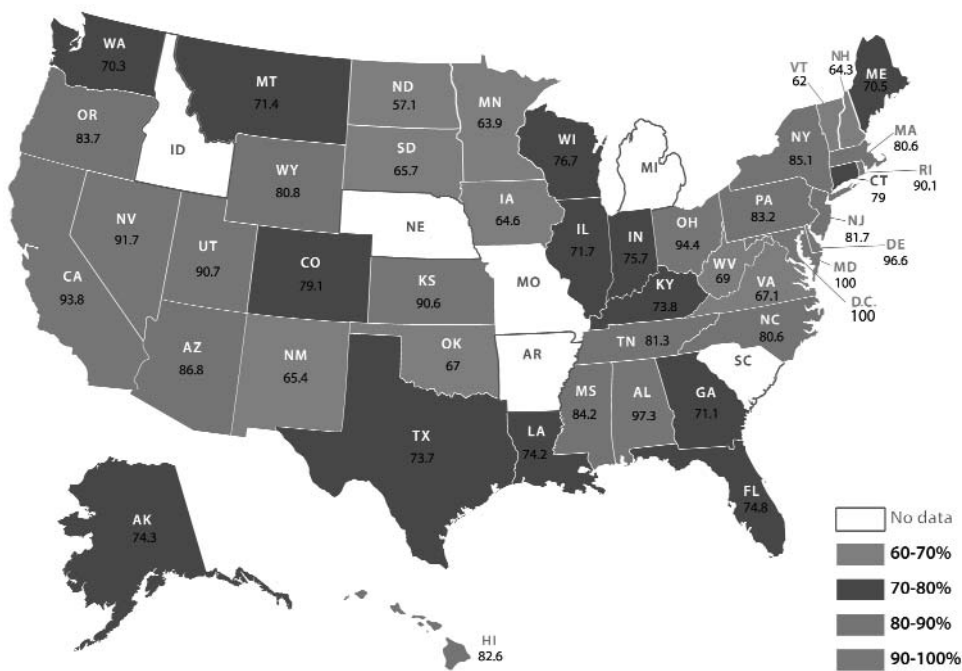 WA
70.3
MT
71.4
ND
57.1
MN
63.9
VT
62
NH
64.3
ME
70.5
OR
83.7
ID
WY
80.8
SD
65.7
WI
76.7
MI
NY
85.1
MA
80.6
RI
90.1
CT
79
NV
91.7
UT
90.7
CO
79.1
NE
IA
64.6
IL
71.7
IN
75.7
OH
94.4
PA
83.2
NJ
81.7
DE
96.6
MD
100
D.C.
100
CA
93.8
KS
90.6
MO
KY
73.8
WV
69
VA
67.1
AZ
86.8
NM
65.4
OK
67
AR
TN 81.3
NC
80.6
SC
TX
73.7
LA
74.2
MS
84.2
AL
97.3
GA
71.1
FL
74.8
AK
74.3
HI
82.6
No data
60-70%
70-80%
80-90%
90-100%